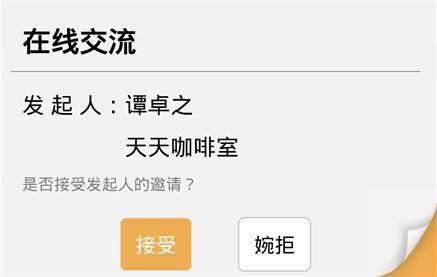 在线交流
发起人：谭卓之
天天咖啡室
是否接受发起人的邀请？
接受
婉拒